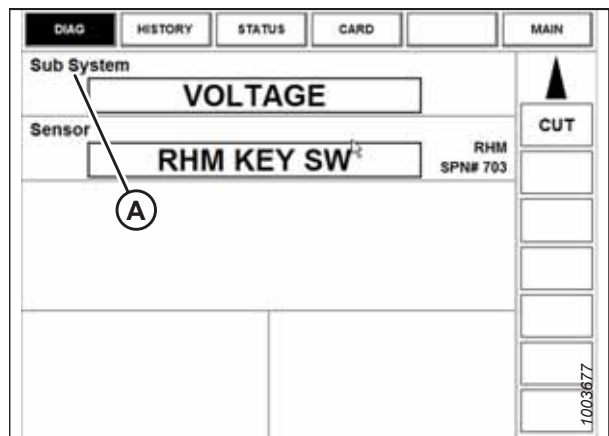 DIAG HISTORY STATUS CARD MAIN
Sub System
VOLTAGE
CUT
Sensor
RHM KEY SW
RHM
SPN# 703
A
1003677